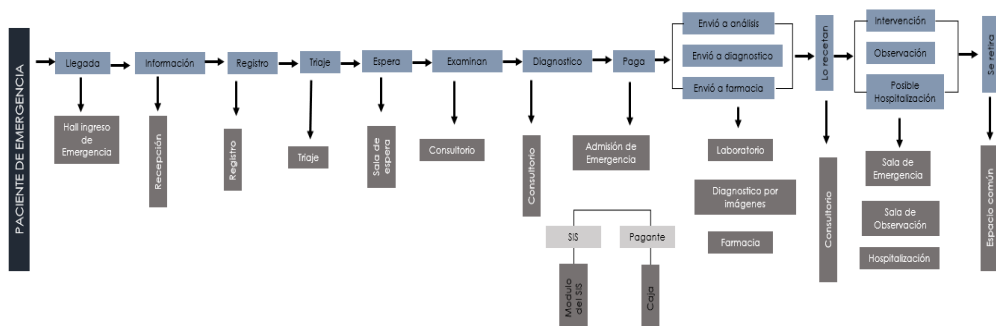 PACIENTE DE EMERGENCIA
Llegada
Información
Registro
Triaje
Espera
Examinan
Diagnostico
Paga
Envió a análisis
Envió a diagnostico
Envió a farmacia
Lo recetan
Intervención
Observación
Posible
Hospitalización
Se retira
Hall ingreso
de
Emergencia
Recepción
Registro
Triaje
Sala de
espera
Consultorio
Consultorio
Admisión de
Emergencia
SIS
Pagante
Modulo
del SIS
Caja
Laboratorio
Diagnostico por
imágenes
Farmacia
Consultorio
Sala de
Emergencia
Sala de
Observación
Hospitalización
Espacio común